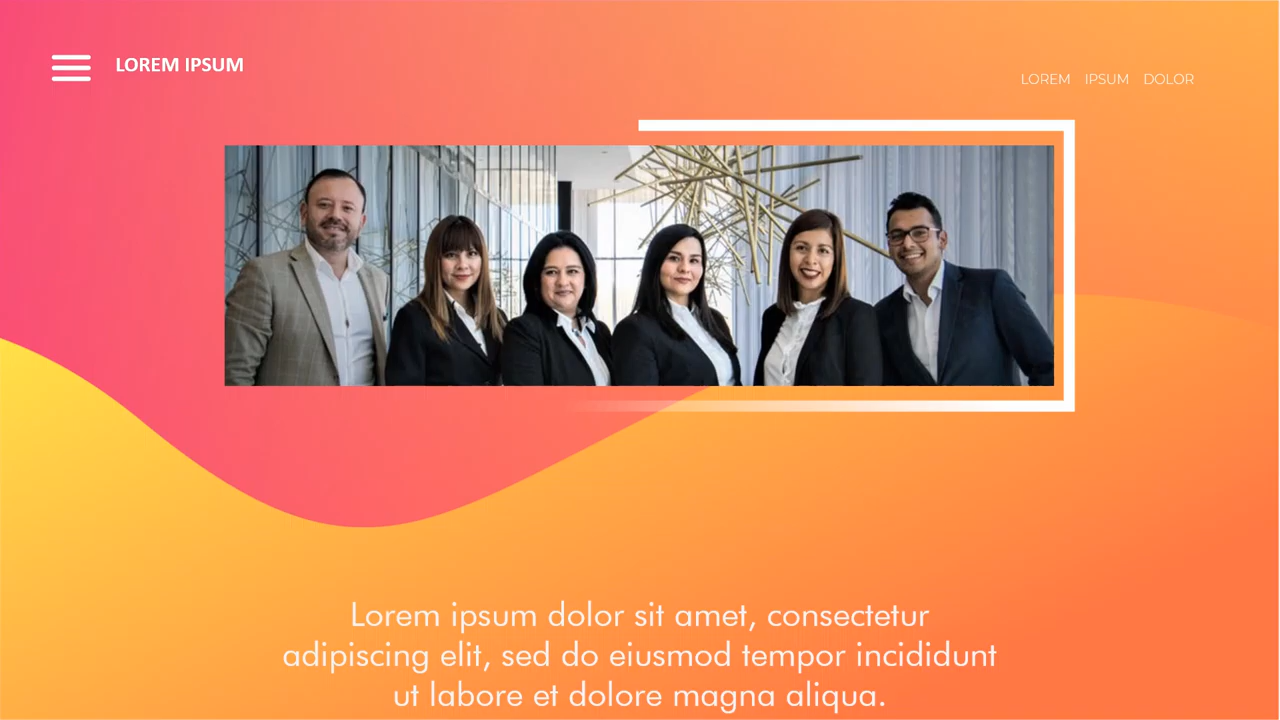 LOREM IPSUM
LOREM IPSUM DOLOR
Lorem ipsum dolor sit amet, consectetur
adipiscing elit, sed do eiusmod tempor incididunt
ut labore et dolore magna aliqua.